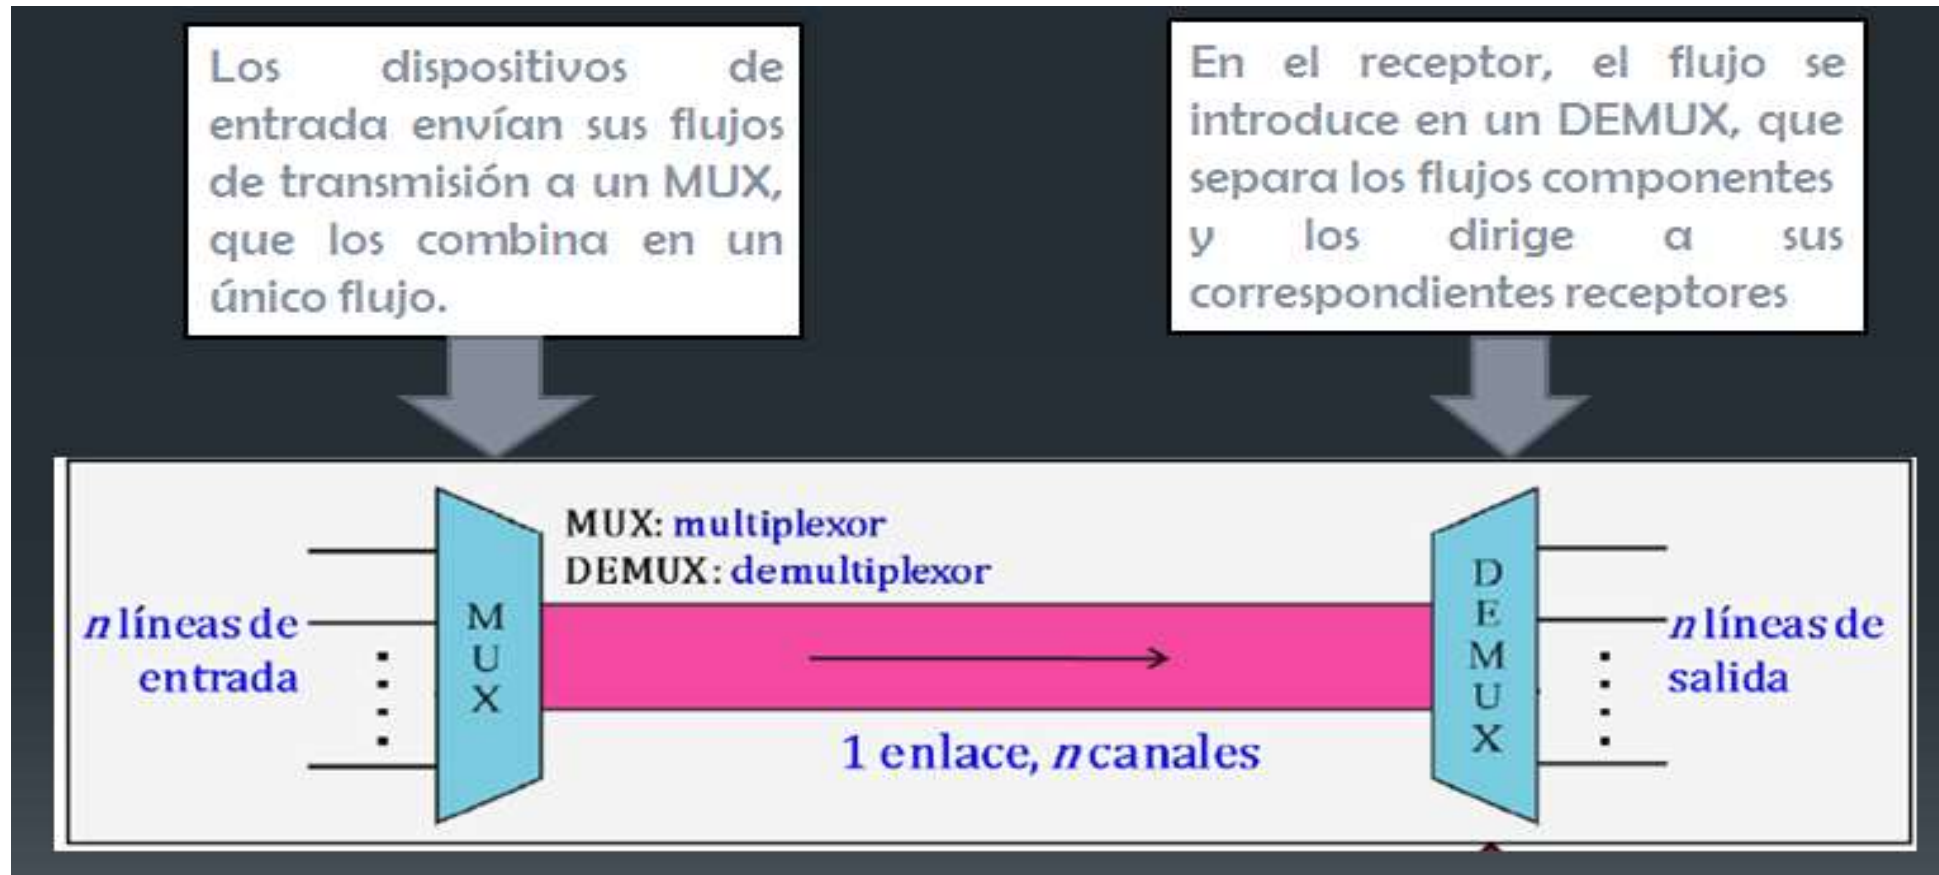 Los dispositivos de
entrada envían sus flujos
de transmisión a un MUX,
que los combina en un
único flujo.
En el receptor, el flujo se
introduce en un DEMUX, que
separa los flujos componentes
y los dirige a sus
correspondientes receptores
MUX: multiplexor
DEMUX: demultiplexor
n líneas de
entrada
MUX
1 enlace, n canales
DEMUX
n líneas de
salida